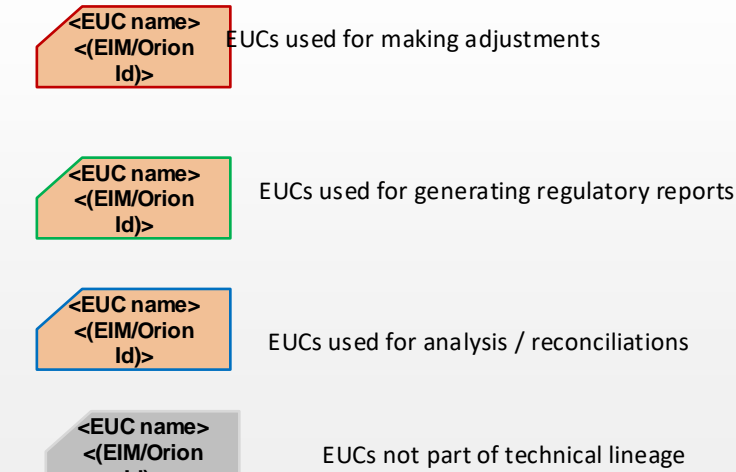 <EUC name>
<(EIM/Orion
Id)>
EUCs used for making adjustments
<EUC name>
<(EIM/Orion
Id)>
EUCs used for generating regulatory reports
<EUC name>
<(EIM/Orion
Id)>
EUCs used for analysis / reconciliations
<EUC name>
<(EIM/Orion
EUCs not part of technical lineage